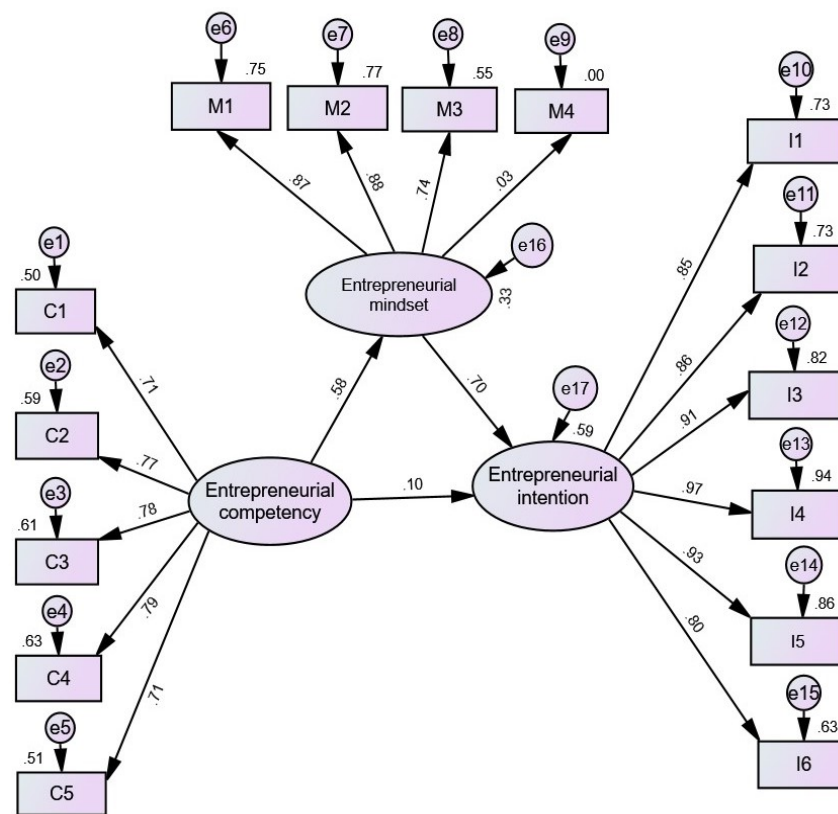 e6
e7
e8
e9
.75
.77
.55
.00
M1
M2
M3
M4
.87
.88
.74
.03
e10
.73
I1
e11
.73
I2
e12
.82
I3
e13
.94
I4
e14
.86
I5
e15
.63
I6
.85
.86
.91
.97
.93
.80
e16
Entrepreneurial
mindset
.33
e1
.50
C1
e2
.59
C2
e3
.61
C3
e4
.63
C4
e5
.51
C5
.71
.77
.78
.79
.71
.58
.70
e17
.59
Entrepreneurial
competency
.10
Entrepreneurial
intention